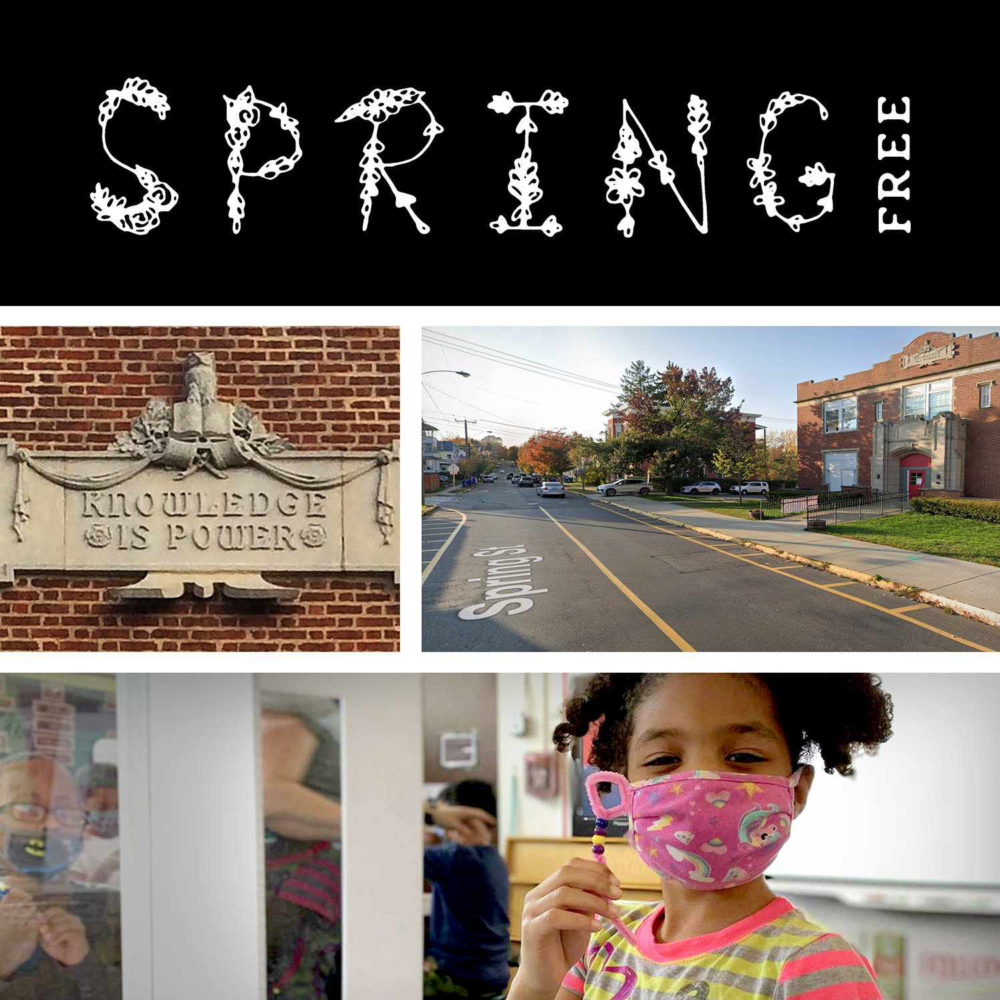 SPRING
FREE
KNOWLEDGE
IS POWER
Spring St